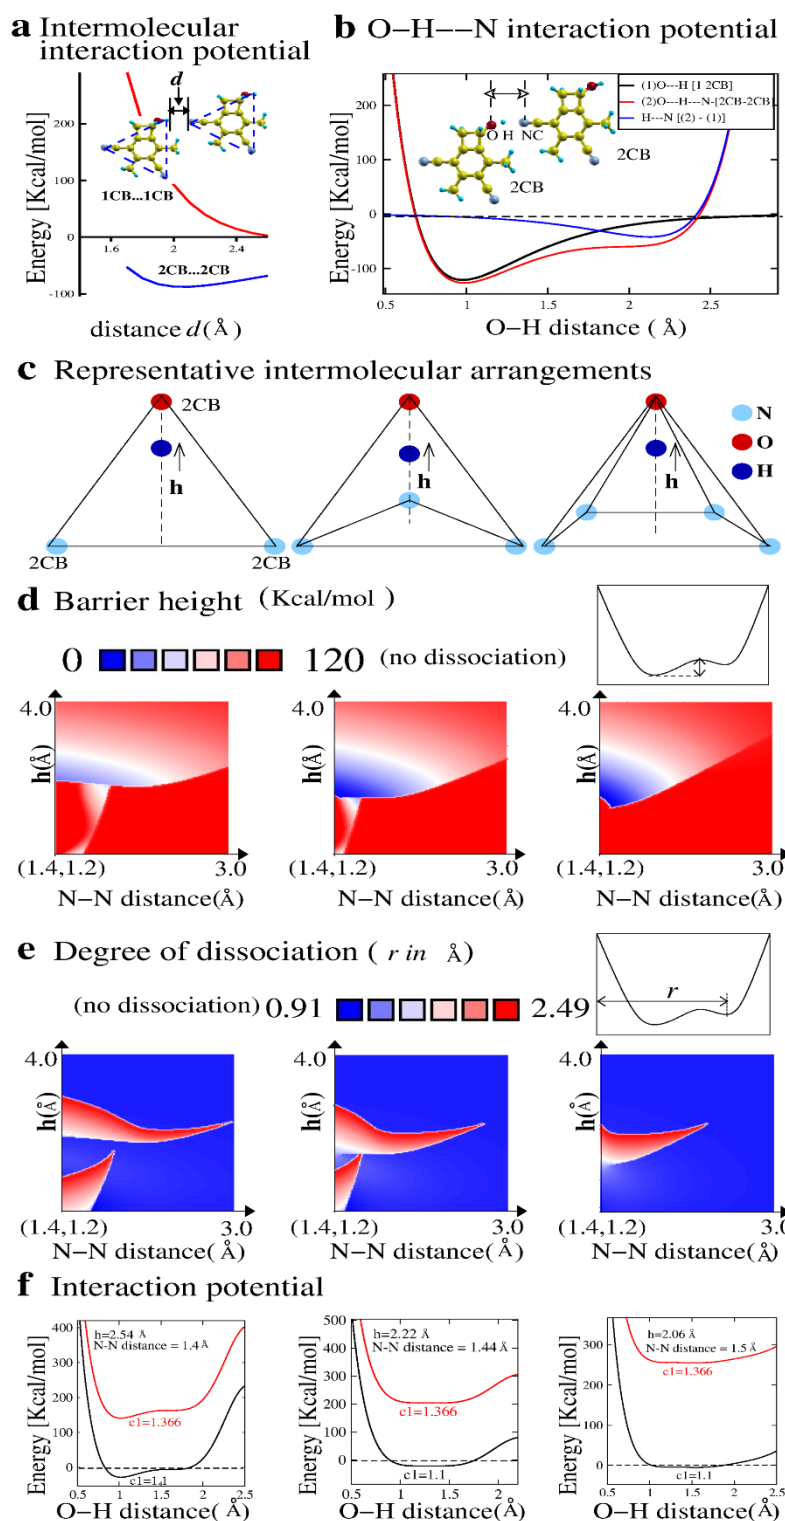 a Intermolecular
interaction potential
d
Energy [Kcal/mol]
200
100
0
-100
1.6
2
2.4
1CB...1CB
2CB...2CB
distance d(Å)
b O−H−−N interaction potential
(1)O---H [1 2CB]
(2)O---H---N-[2CB-2CB]
H---N [(2) - (1)]
O H NC
2CB
2CB
Energy [Kcal/mol]
200
100
0
-100
0.5
1
1.5
2
2.5
O−H distance ( Å)
c Representative intermolecular arrangements
2CB
h
h
h
N
O
H
2CB
2CB
d Barrier height (Kcal/mol )
0
120 (no dissociation)
4.0
h(Å)
(1.4,1.2)
3.0
N−N distance(Å)
4.0
h(Å)
(1.4,1.2)
3.0
N−N distance(Å)
4.0
h(Å)
(1.4,1.2)
3.0
N−N distance(Å)
e Degree of dissociation ( r in Å)
(no dissociation) 0.91
2.49
r
4.0
h(Å)
(1.4,1.2)
3.0
N−N distance(Å)
4.0
h(Å)
(1.4,1.2)
3.0
N−N distance(Å)
4.0
h(Å)
(1.4,1.2)
3.0
N−N distance(Å)
f Interaction potential
Energy [Kcal/mol]
400
300
200
100
0
h=2.54 Å
N-N distance = 1.4 Å
c1=1.366
c1=1.1
0.5
1
1.5
2
2.5
O−H distance (Å)
Energy [Kcal/mol]
500
400
300
200
100
0
h=2.22 Å
N-N distance = 1.44 Å
c1=1.366
c1=1.1
0.5
1
1.5
2
O−H distance (Å)
Energy [Kcal/mol]
300
200
100
0
h=2.06 Å
N-N distance = 1.5 Å
c1=1.366
c1=1.1
0.5
1
1.5
2
2.5
O−H distance (Å)